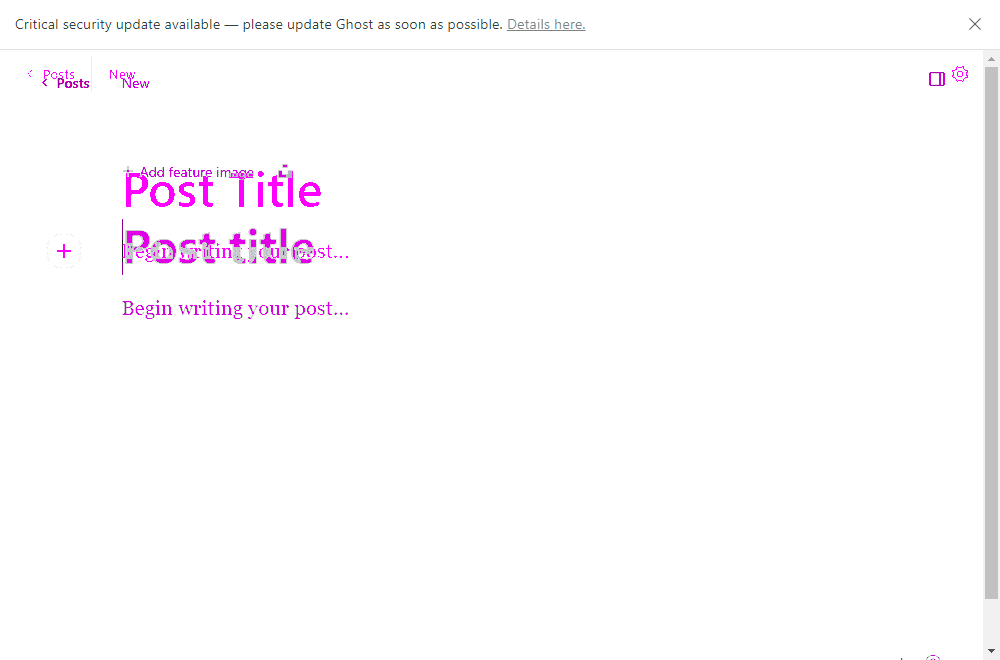 Critical security update available — please update Ghost as soon as possible. Details here.
Posts New
Posts New
Add feature image
Post Title
Post title
Begin writing your post...
Begin writing your post...